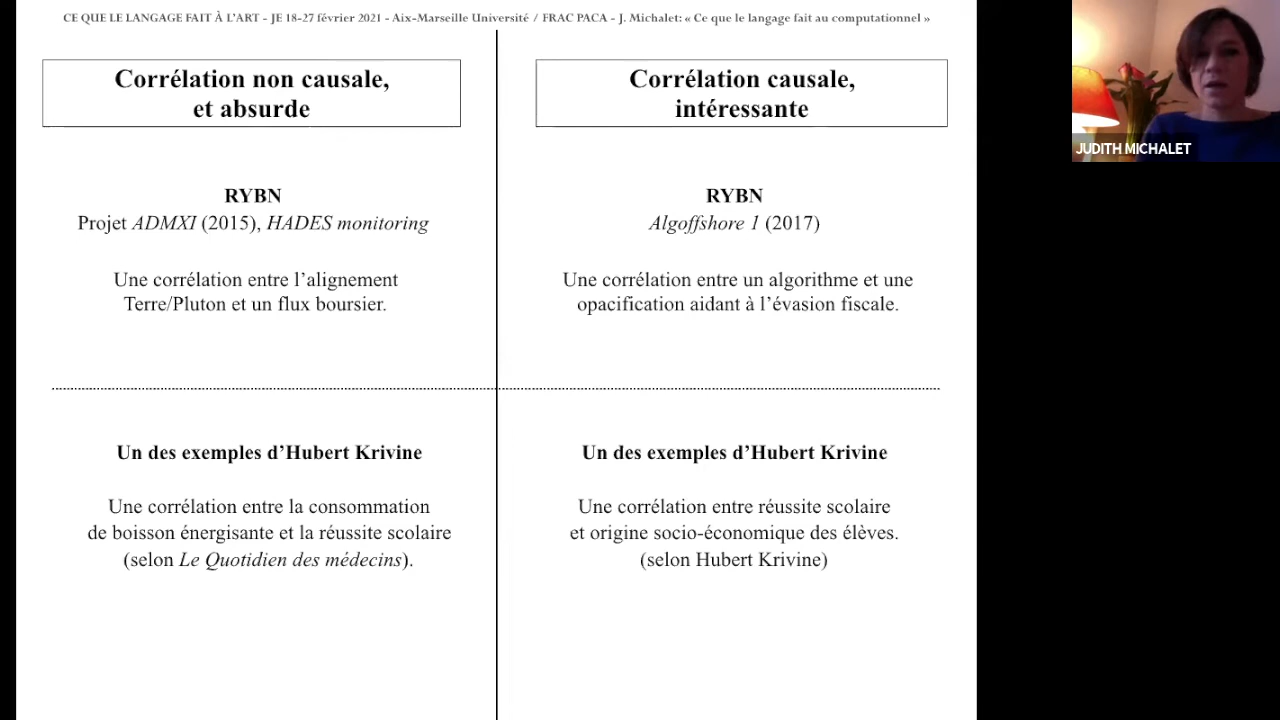 CE QUE LE LANGAGE FAIT À L'ART - JE 18-27 février 2021 - Aix-Marseille Université / FRAC PACA - J. Michalet: « Ce que le langage fait au computationnel »
Corrélation non causale,
et absurde
RYBN
Projet ADMXI (2015), HADES monitoring
Une corrélation entre l’alignement
Terre/Pluton et un flux boursier.
Un des exemples d’Hubert Krivine
Une corrélation entre la consommation
de boisson énergisante et la réussite scolaire
(selon Le Quotidien des médecins).
Corrélation causale,
intéressante
RYBN
Algoffshore 1 (2017)
Une corrélation entre un algorithme et une
opacification aidant à l’évasion fiscale.
Un des exemples d’Hubert Krivine
Une corrélation entre réussite scolaire
et origine socio-économique des élèves.
(selon Hubert Krivine)
JUDITH MICHALET